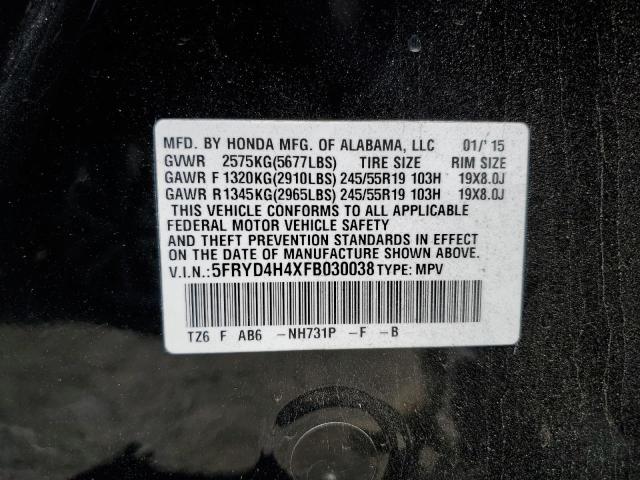 MFD. BY HONDA MFG. OF ALABAMA, LLC 01/'15
GVWR 2575KG(5677LBS) TIRE SIZE RIM SIZE
GAWR F 1320KG(2910LBS) 245/55R19 103H 19X8.0J
GAWR R1345KG(2965LBS) 245/55R19 103H 19X8.0J
THIS VEHICLE CONFORMS TO ALL APPLICABLE
FEDERAL MOTOR VEHICLE SAFETY
AND THEFT PREVENTION STANDARDS IN EFFECT
ON THE DATE OF MANUFACTURE SHOWN ABOVE.
V.I.N.:5FRYD4H4XFB030038 TYPE: MPV
TZ6 F AB6 -NH731P -F -B